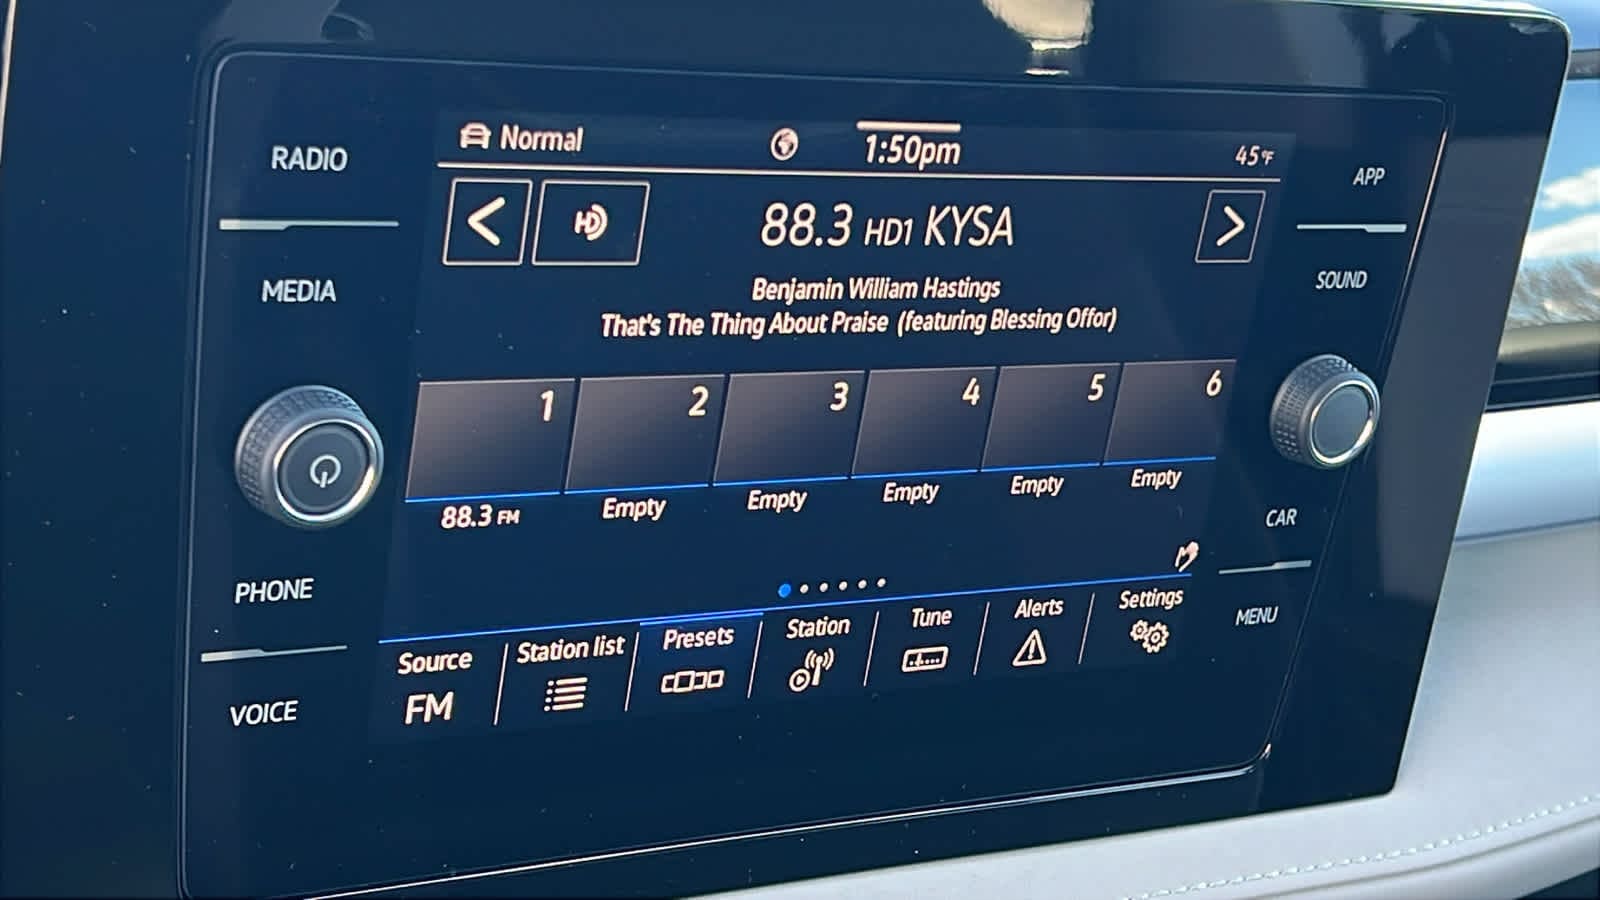 RADIO
MEDIA
PHONE
VOICE
Normal
1:50pm
45°F
HD
88.3 HD1 KYSA
Benjamin William Hastings
That's The Thing About Praise (featuring Blessing Offor)
1 2 3 4 5 6
88.3 FM Empty Empty Empty Empty Empty
Source Station list Presets Station Tune Alerts Settings
FM
APP
SOUND
CAR
MENU